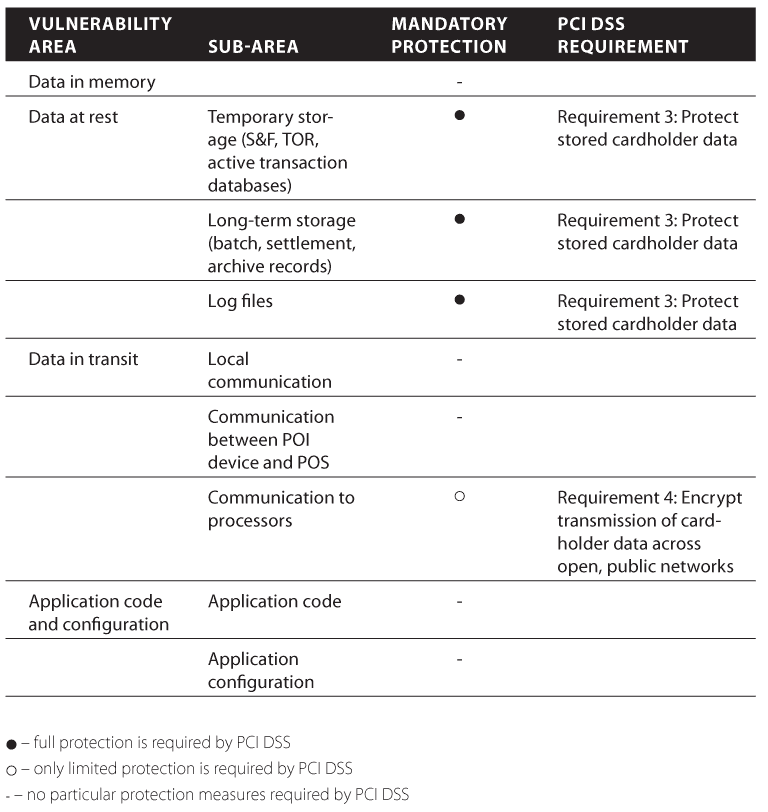 VULNERABILITY AREA SUB-AREA MANDATORY PROTECTION PCI DSS REQUIREMENT
Data in memory -
Data at rest Temporary stor- ● Requirement 3: Protect
age (S&F, TOR, stored cardholder data
active transaction
databases)
Long-term storage ● Requirement 3: Protect
(batch, settlement, stored cardholder data
archive records)
Log files ● Requirement 3: Protect
stored cardholder data
Data in transit Local -
communication
Communication -
between POI
device and POS
Communication to ○ Requirement 4: Encrypt
processors transmission of card-
holder data across
open, public networks
Application code Application code -
and configuration
Application -
configuration
● – full protection is required by PCI DSS
○ – only limited protection is required by PCI DSS
- – no particular protection measures required by PCI DSS